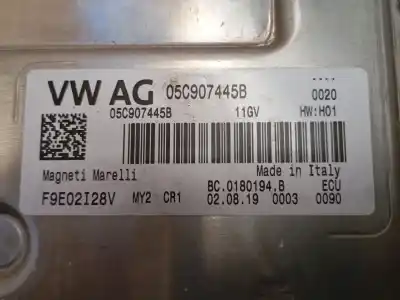 VW AG 05C907445B 0020
05C907445B 11GV HW:H01
Magneti Marelli Made in Italy
BC.0180194.B ECU
F9E02I28V MY2 CR1 02.08.19 0003 0090